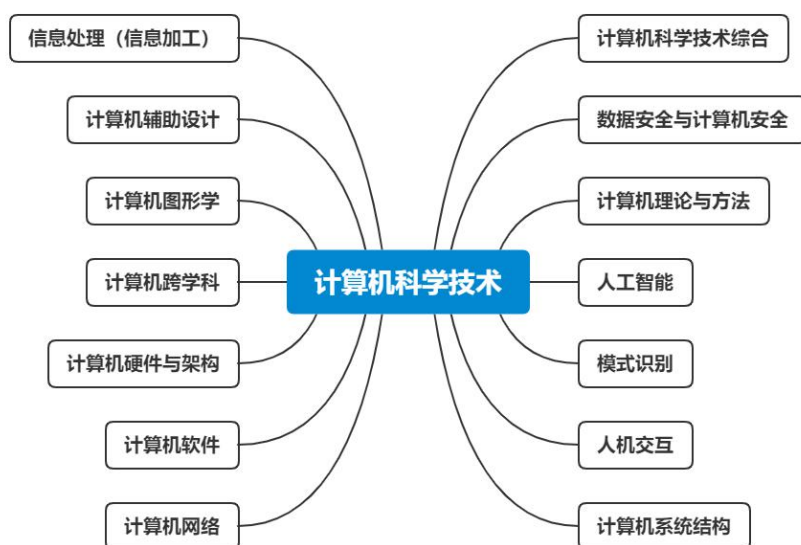 信息处理（信息加工）
计算机辅助设计
计算机图形学
计算机跨学科
计算机硬件与架构
计算机软件
计算机网络
计算机科学技术
计算机科学技术综合
数据安全与计算机安全
计算机理论与方法
人工智能
模式识别
人机交互
计算机系统结构